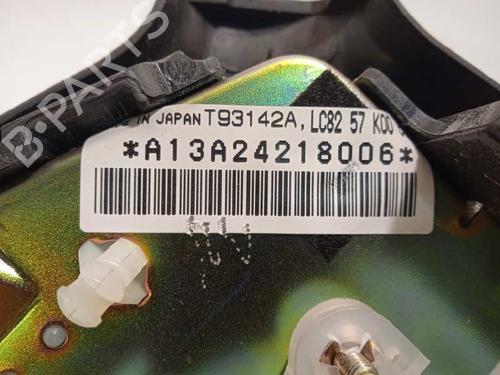 B-PARTS
IN JAPAN T93142A, LC82 57 K00
*A13A24218006*